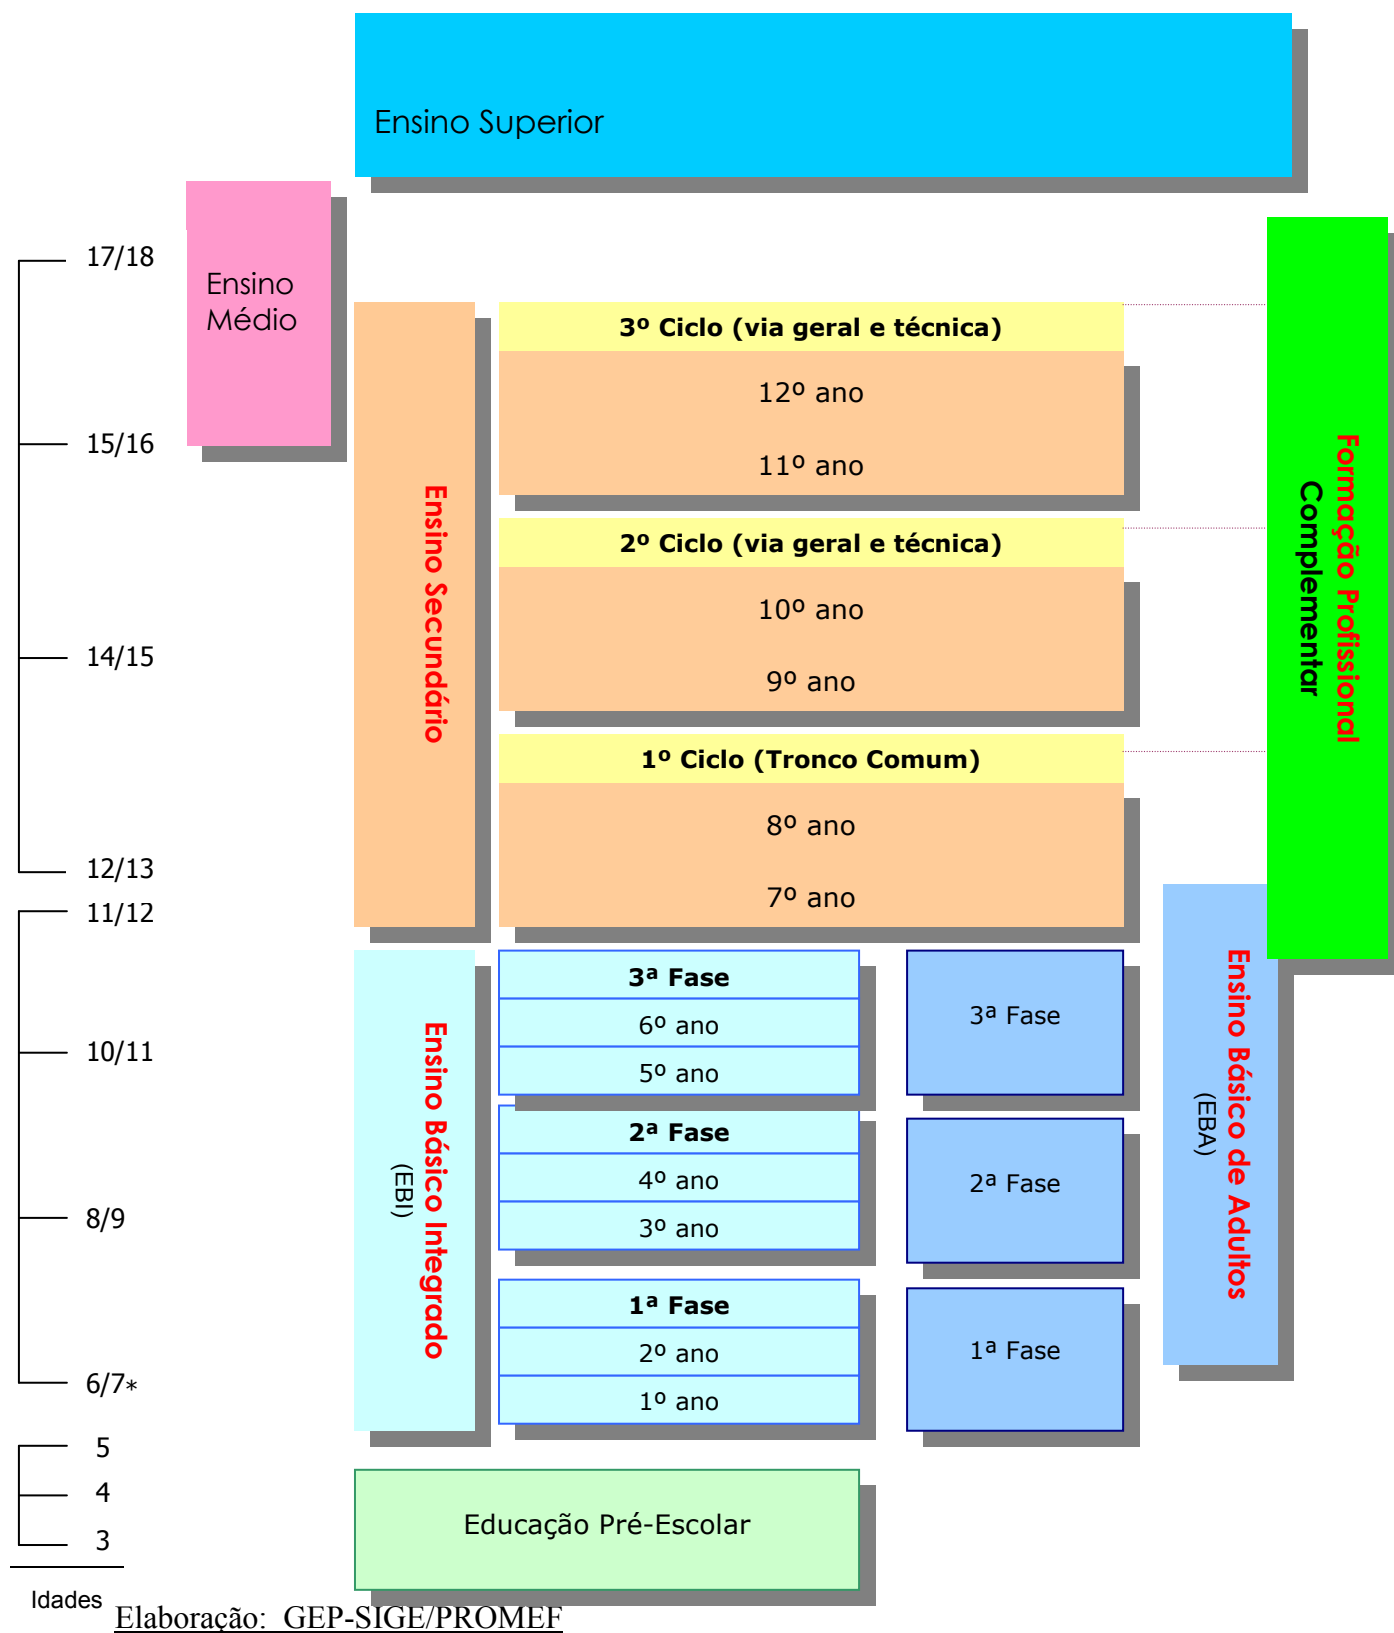 Ensino Superior
17/18
Ensino
Médio
3º Ciclo (via geral e técnica)
12º ano
15/16
11º ano
Ensino Secundário
Formação Profissional
Complementar
2º Ciclo (via geral e técnica)
10º ano
14/15
9º ano
1º Ciclo (Tronco Comum)
8º ano
12/13
7º ano
11/12
Ensino Básico Integrado
(EBI)
3ª Fase
6º ano
5º ano
3ª Fase
Ensino Básico de Adultos
(EBA)
10/11
2ª Fase
4º ano
3º ano
2ª Fase
8/9
1ª Fase
2º ano
1º ano
1ª Fase
6/7*
5
4
3
Educação Pré-Escolar
Idades
Elaboração: GEP-SIGE/PROMEF